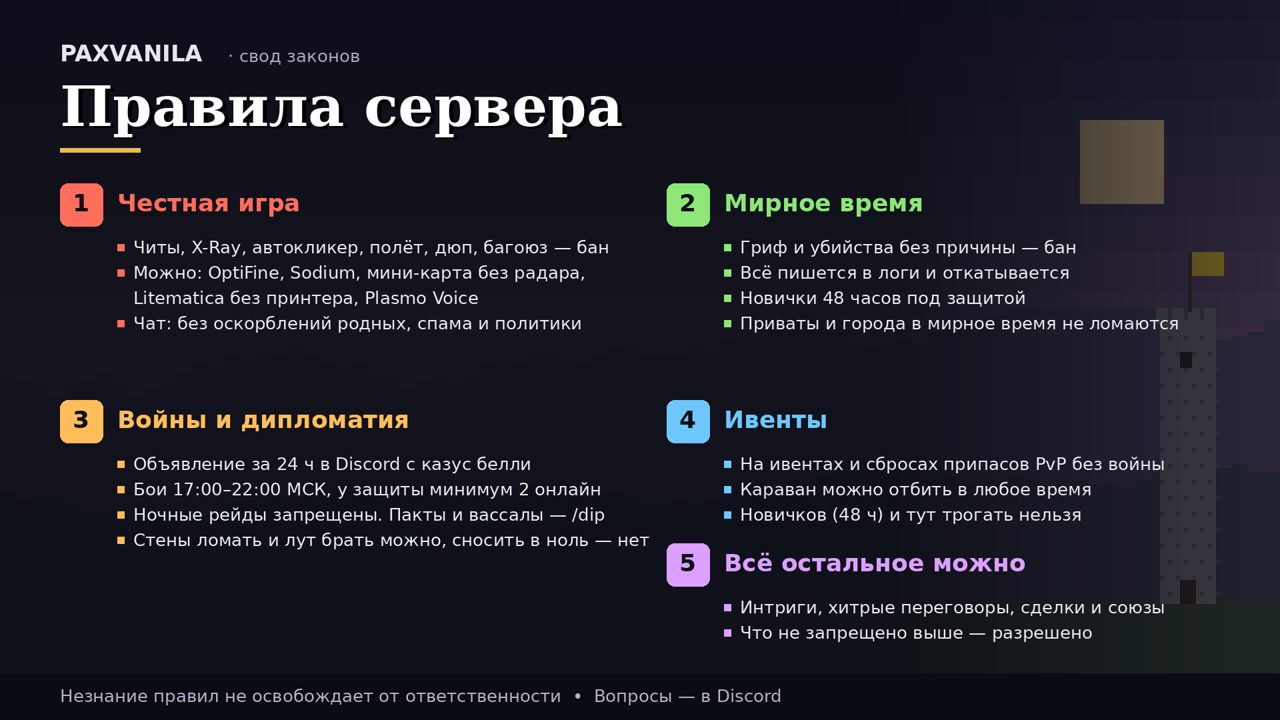 PAXVANILA · свод законов
Правила сервера
1 Честная игра
Читы, X-Ray, автокликер, полёт, дюп, багоюз — бан
Можно: OptiFine, Sodium, мини-карта без радара,
Litematica без принтера, Plasmo Voice
Чат: без оскорблений родных, спама и политики
2 Мирное время
Гриф и убийства без причины — бан
Всё пишется в логи и откатывается
Новички 48 часов под защитой
Приваты и города в мирное время не ломаются
3 Войны и дипломатия
Объявление за 24 ч в Discord с казус белли
Бои 17:00–22:00 МСК, у защиты минимум 2 онлайн
Ночные рейды запрещены. Пакты и вассалы — /dip
Стены ломать и лут брать можно, сносить в ноль — нет
4 Ивенты
На ивентах и сбросах припасов PvP без войны
Караван можно отбить в любое время
Новичков (48 ч) и тут трогать нельзя
5 Всё остальное можно
Интриги, хитрые переговоры, сделки и союзы
Что не запрещено выше — разрешено
Незнание правил не освобождает от ответственности • Вопросы — в Discord